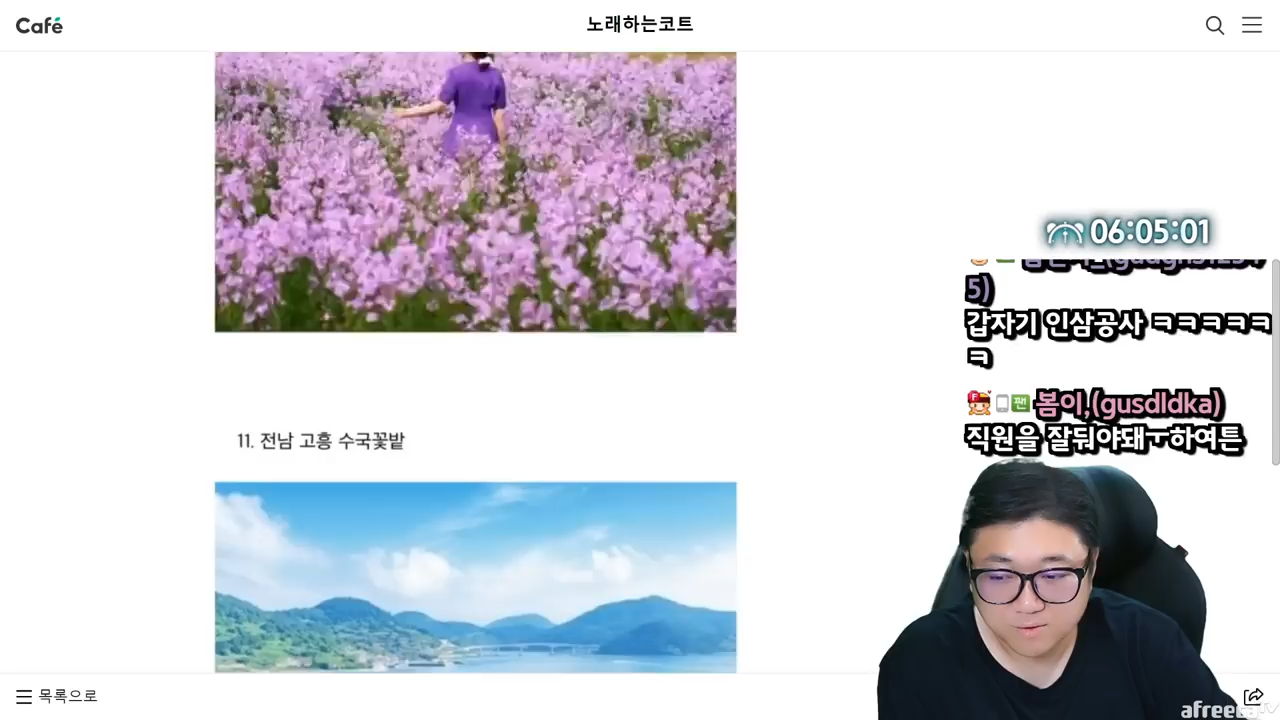 Café
노래하는코트
06:05:01
5)
갑자기 인삼공사 ㅋㅋㅋㅋㅋ
ㅋ
봄이,(gusdldka)
직원을 잘둬야돼ㅜ하여튼
11. 전남 고흥 수국꽃밭
목록으로